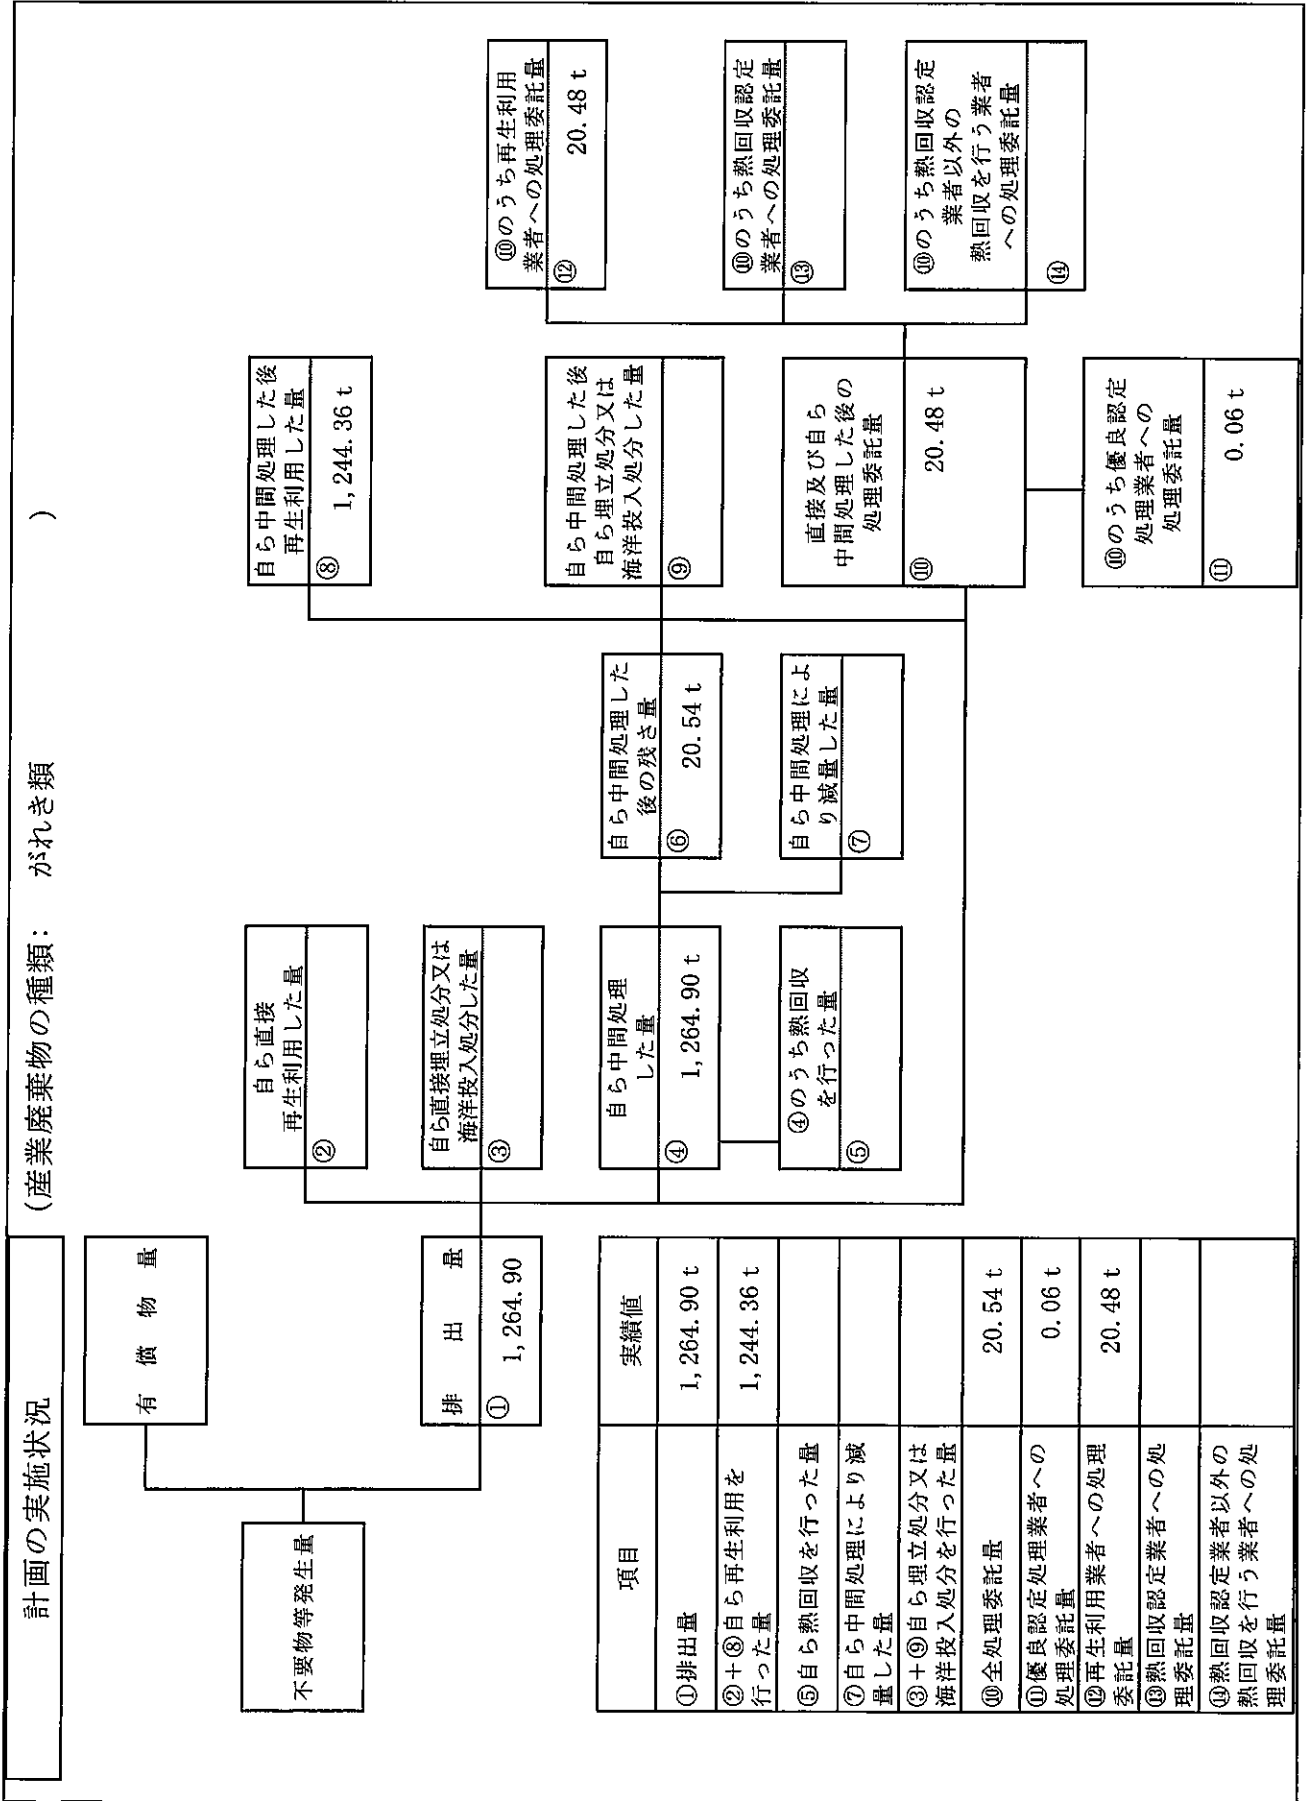 計画の実施状況
(産業廃棄物の種類: がれき類 )
不要物等発生量
有償物量
排出量
① 1,264.90
自ら直接
再生利用した量
②
自ら直接埋立処分又は
海洋投入処分した量
③
自ら中間処理
した量
④ 1,264.90 t
④のうち熱回収
を行った量
⑤
自ら中間処理した
後の残さ量
⑥ 20.54 t
自ら中間処理によ
り減量した量
⑦
自ら中間処理した後
再生利用した量
⑧ 1,244.36 t
自ら中間処理した後
自ら埋立処分又は
海洋投入処分した量
⑨
直接及び自ら
中間処理した後の
処理委託量
⑩ 20.48 t
⑩のうち優良認定
処理業者への
処理委託量
⑪ 0.06 t
⑩のうち再生利用
業者への処理委託量
⑫ 20.48 t
⑩のうち熱回収認定
業者への処理委託量
⑬
⑩のうち熱回収認定
業者以外の
熱回収を行う業者
への処理委託量
⑭
項目 実績値
①排出量 1,264.90 t
②+⑧自ら再生利用を
行った量 1,244.36 t
⑤自ら熱回収を行った量
⑦自ら中間処理により減
量した量
③+⑨自ら埋立処分又は
海洋投入処分を行った量
⑩全処理委託量 20.54 t
⑪優良認定処理業者への
処理委託量 0.06 t
⑫再生利用業者への処理
委託量 20.48 t
⑬熱回収認定業者への処
理委託量
⑭熱回収認定業者以外の
熱回収を行う業者への処
理委託量